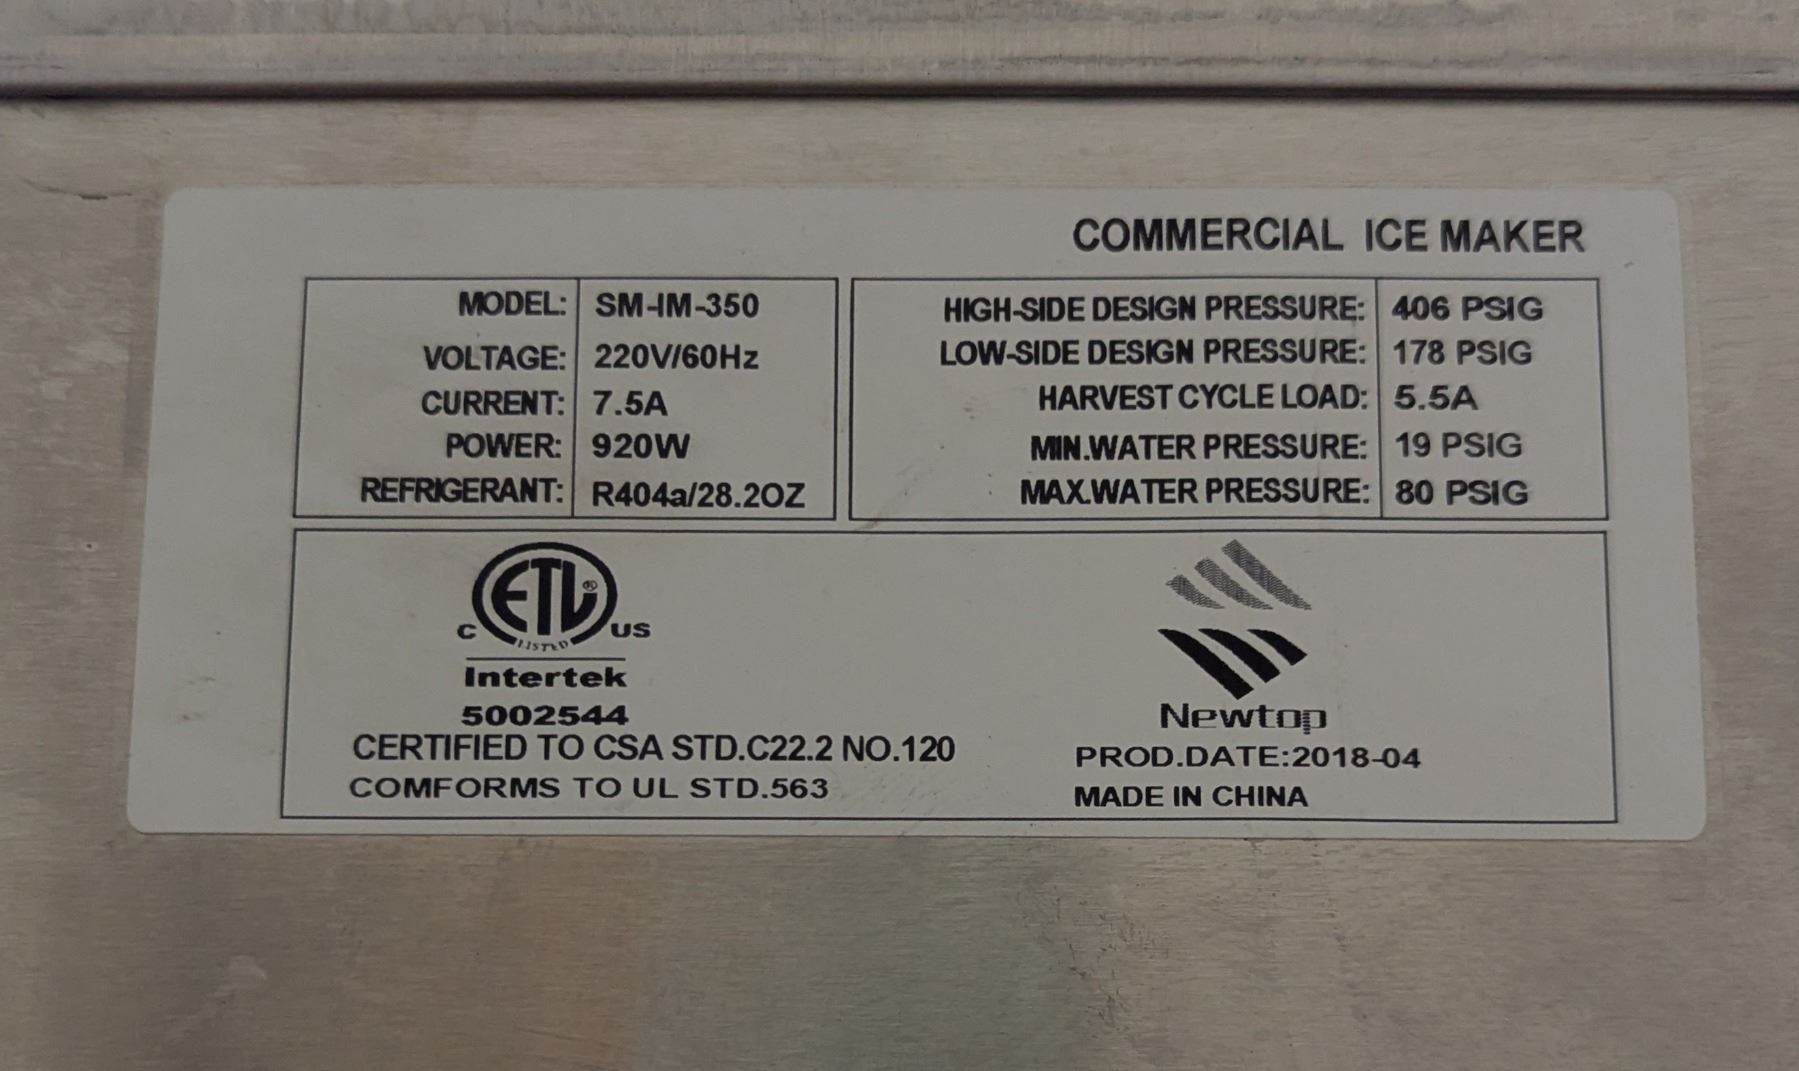 COMMERCIAL ICE MAKER
MODEL: SM-IM-350
VOLTAGE: 220V/60Hz
CURRENT: 7.5A
POWER: 920W
REFRIGERANT: R404a/28.2OZ
HIGH-SIDE DESIGN PRESSURE: 406 PSIG
LOW-SIDE DESIGN PRESSURE: 178 PSIG
HARVEST CYCLE LOAD: 5.5A
MIN.WATER PRESSURE: 19 PSIG
MAX.WATER PRESSURE: 80 PSIG
ETL®
C US
LISTED
Intertek
5002544
CERTIFIED TO CSA STD.C22.2 NO.120
COMFORMS TO UL STD.563
Newtop
PROD.DATE:2018-04
MADE IN CHINA